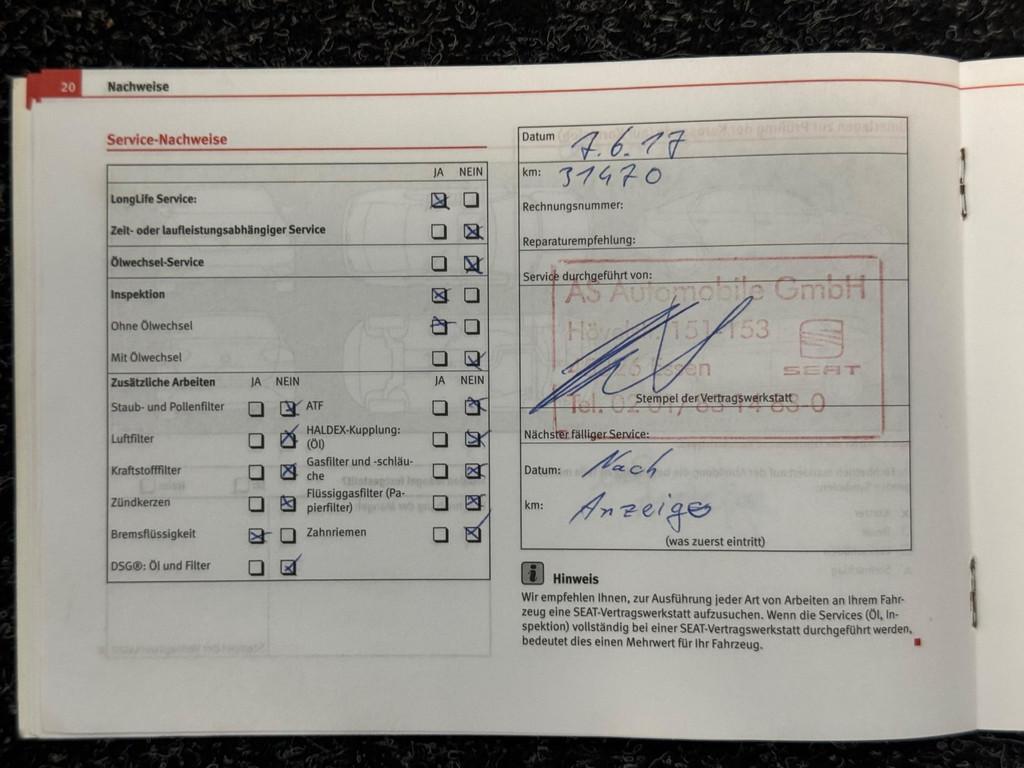 20 Nachweise
Service-Nachweise
JA NEIN
LongLife Service:
Zeit- oder laufleistungsabhängiger Service
Ölwechsel-Service
Inspektion
Ohne Ölwechsel
Mit Ölwechsel
Zusätzliche Arbeiten JA NEIN JA NEIN
Staub- und Pollenfilter ATF
Luftfilter HALDEX-Kupplung:
(Öl)
Kraftstofffilter Gasfilter und -schläu-
che
Zündkerzen Flüssiggasfilter (Pa-
pierfilter)
Bremsflüssigkeit Zahnriemen
DSG®: Öl und Filter
Datum 7.6.17
km: 31470
Rechnungsnummer:
Reparaturempfehlung:
Service durchgeführt von:
AS Automobile GmbH
151-153
Essen
SEAT
Stempel der Vertragswerkstatt
Tel. 02 01/
Nächster fälliger Service:
Datum: Nach
km: Anzeige
(was zuerst eintritt)
i Hinweis
Wir empfehlen Ihnen, zur Ausführung jeder Art von Arbeiten an Ihrem Fahr-
zeug eine SEAT-Vertragswerkstatt aufzusuchen. Wenn die Services (Öl, In-
spektion) vollständig bei einer SEAT-Vertragswerkstatt durchgeführt werden,
bedeutet dies einen Mehrwert für Ihr Fahrzeug.